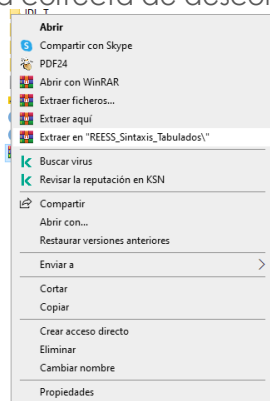 correcta de
Abrir
Compartir con Skype
PDF24
Abrir con WinRAR
Extraer ficheros...
Extraer aquí
Extraer en "REESS_Sintaxis_Tabulados\"
Buscar virus
Revisar la reputación en KSN
Compartir
Abrir con...
Restaurar versiones anteriores
Enviar a
Cortar
Copiar
Crear acceso directo
Eliminar
Cambiar nombre
Propiedades